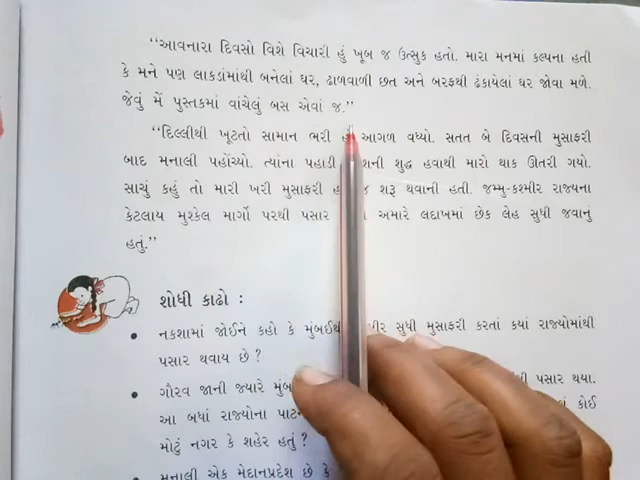 “આવનારા દિવસો વિશે વિચારી હું ખૂબ જ ઉત્સુક હતો. મારા મનમાં કલ્પના હતી
કે મને પણ લાકડાંમાંથી બનેલાં ઘર, ઢાળવાળી છત અને બરફથી ઢંકાયેલાં ઘર જોવા મળે.
જેવું મેં પુસ્તકમાં વાંચેલું બસ એવાં જ.”
“દિલ્લીથી ખૂટતો સામાન ભરી આગળ વધ્યો. સતત બે દિવસની મુસાફરી
બાદ મનાલી પહોંચ્યો. ત્યાંના પહાડી શુદ્ધ હવાથી મારો થાક ઊતરી ગયો.
સાચું કહું તો મારી ખરી મુસાફરી શરૂ થવાની હતી. જમ્મુ-કશ્મીર રાજ્યના
કેટલાય મુશ્કેલ માર્ગો પરથી પસાર અમારે લદાખમાં છેક લેહ સુધી જવાનું
હતું.”
શોધી કાઢો :
• નકશામાં જોઈને કહો કે સુધી મુસાફરી કરતાં કયાં રાજ્યોમાંથી
પસાર થવાય છે ?
• ગૌરવ જાની જ્યારે પસાર થયા.
આ બધાં રાજ્યોના કોઈ
મોટું નગર કે શહેર હતું ?
• મનાલી એક મેદાનપ્રદેશ છે કે